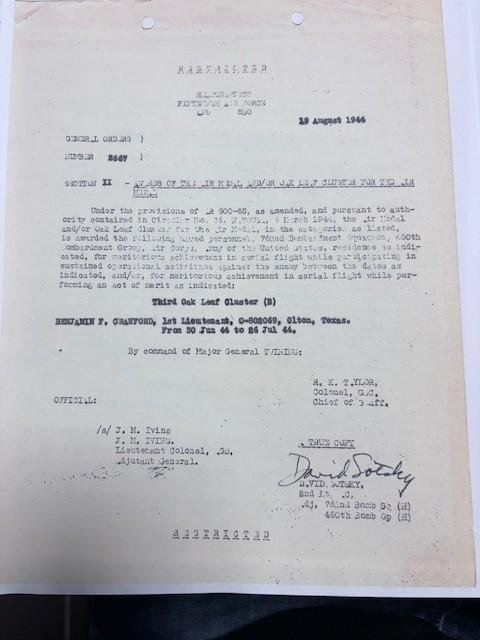 RESTRICTED
HEADQUARTERS
FIFTEENTH AIR FORCE
APO 520
19 August 1944
GENERAL ORDERS )
NUMBER 2667 )
SECTION II - AWARDS OF THE AIR MEDAL AND/OR OAK LEAF CLUSTER FOR THE AIR
MEDAL
Under the provisions of AR 600-45, as amended, and pursuant to au-
thority contained in Circular No. 26, NATOUSA, 6 March 1944, the Air Medal
and/or Oak Leaf Cluster for the Air Medal, in the categories as listed,
is awarded the following named personnel, 762nd Bombardment Squadron, 460th
Bombardment Group, Air Corps, Army of the United States, residence as indi-
cated, for meritorious achievement in aerial flight while participating in
sustained operational activities against the enemy between the dates as
indicated, and/or, for meritorious achievement in aerial flight while per-
forming an act of merit as indicated:
Third Oak Leaf Cluster (B)
BENJAMIN F. CRAWFORD, 1st Lieutenant, O-802069, Olton, Texas.
From 30 Jun 44 to 26 Jul 44.
By command of Major General TWINING:
R. K. TAYLOR,
Colonel, GSC,
Chief of Staff.
OFFICIAL:
/s/ J. M. Ivins
J. M. IVINS,
Lieutenant Colonel, AGD,
Adjutant General.
A TRUE COPY
David Sotsky
DAVID SOTSKY,
2nd Lt, AC,
Adj, 762nd Bomb Sq (H)
460th Bomb Gp (H)
RESTRICTED